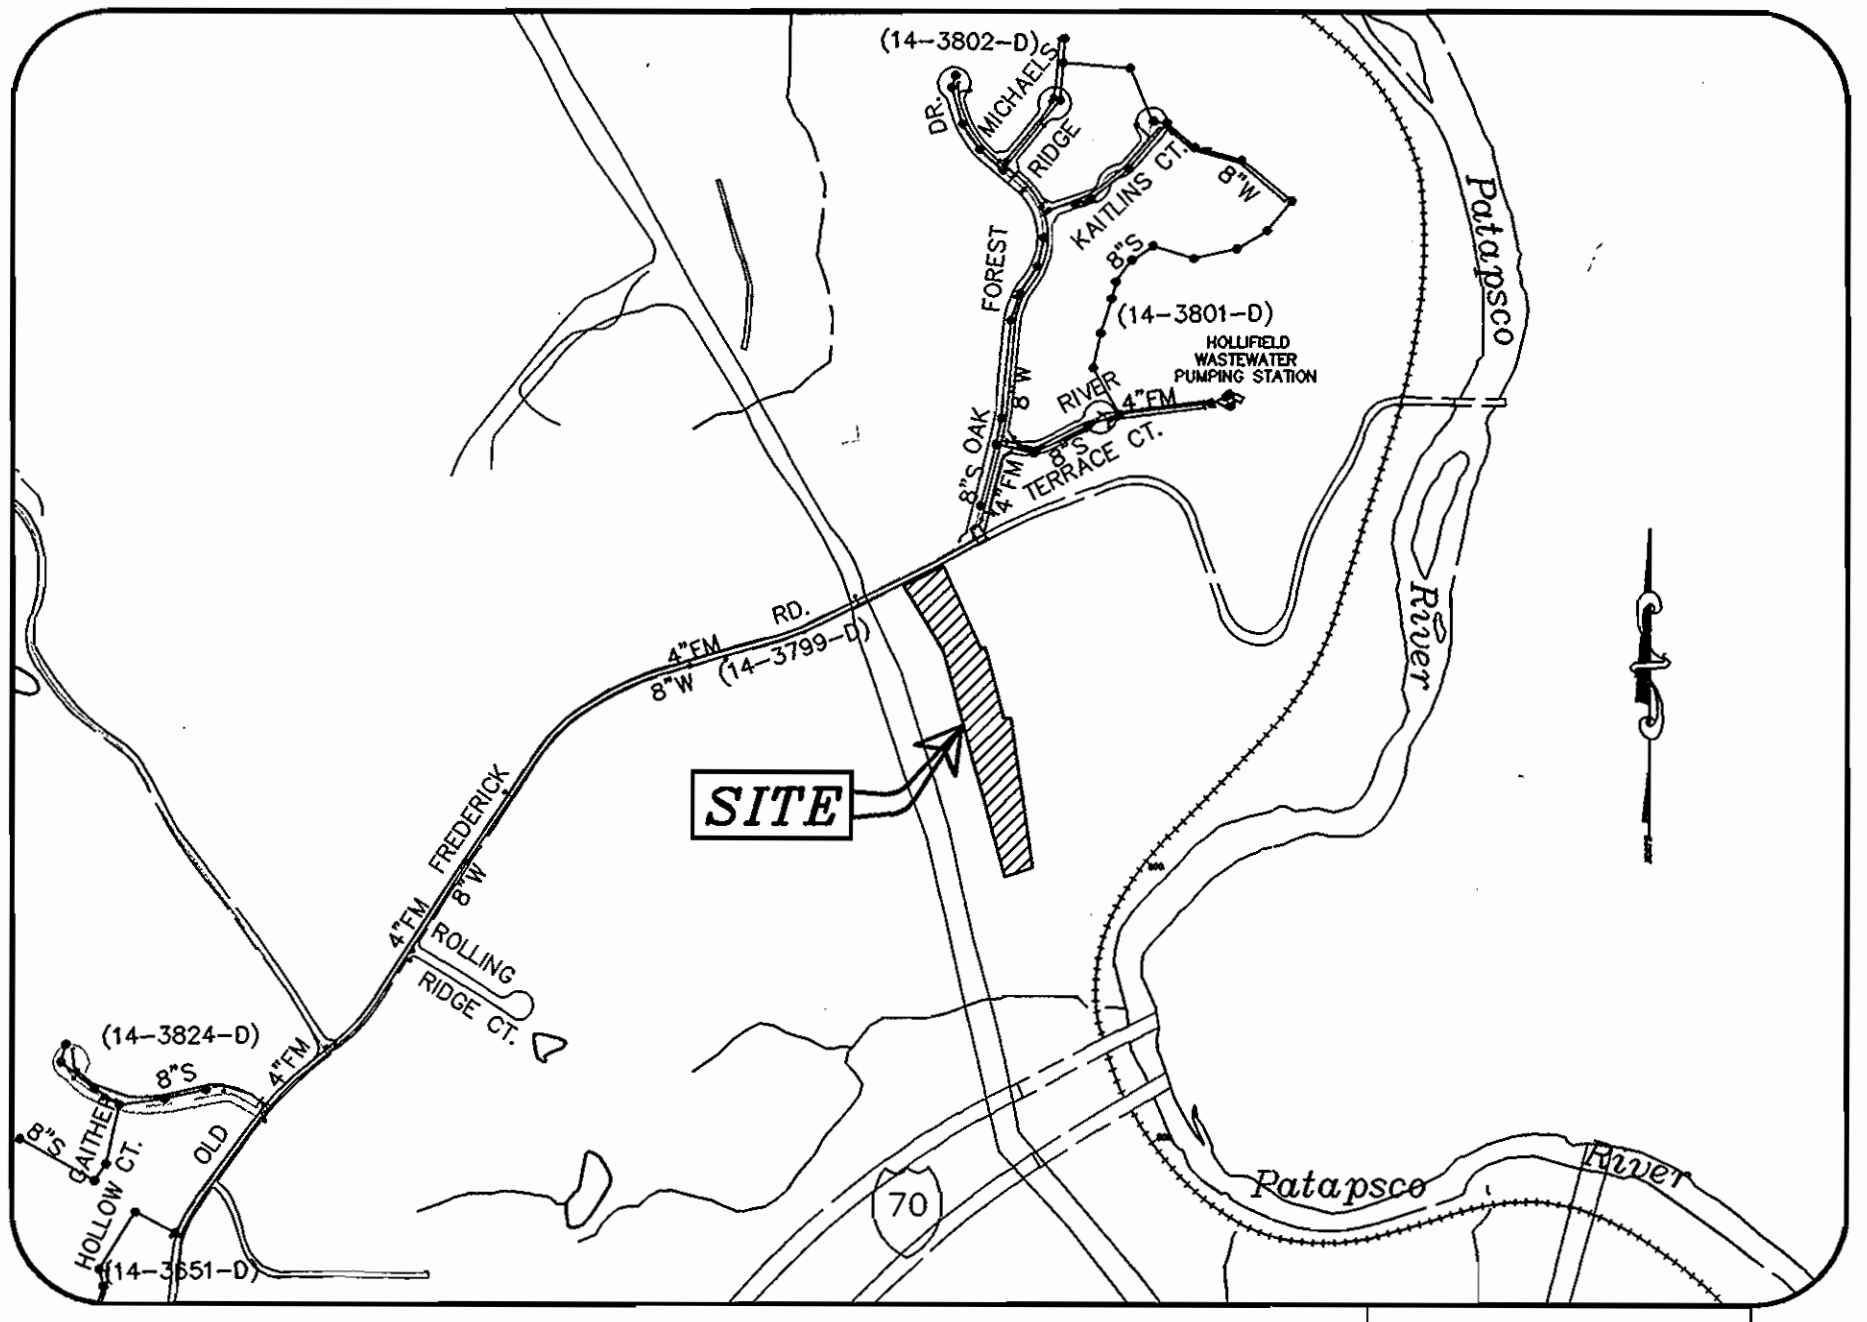 (14-3802-D)
MICHAELS
RIDGE
DR.
KAITLINS CT.
8"W
Patapsco
FOREST
8"S
(14-3801-D)
HOLLIFIELD
WASTEWATER
PUMPING STATION
8"W
RIVER
4"FM
OAK
8"S
TERRACE CT.
8"S
4"FM
River
RD.
4"FM
(14-3799-D)
8"W
SITE
FREDERICK
8"W
4"FM
ROLLING
RIDGE CT.
(14-3824-D)
4"FM
8"S
8"S
GAITHER
CT.
OLD
HOLLOW
(14-3651-D)
70
Patapsco
River